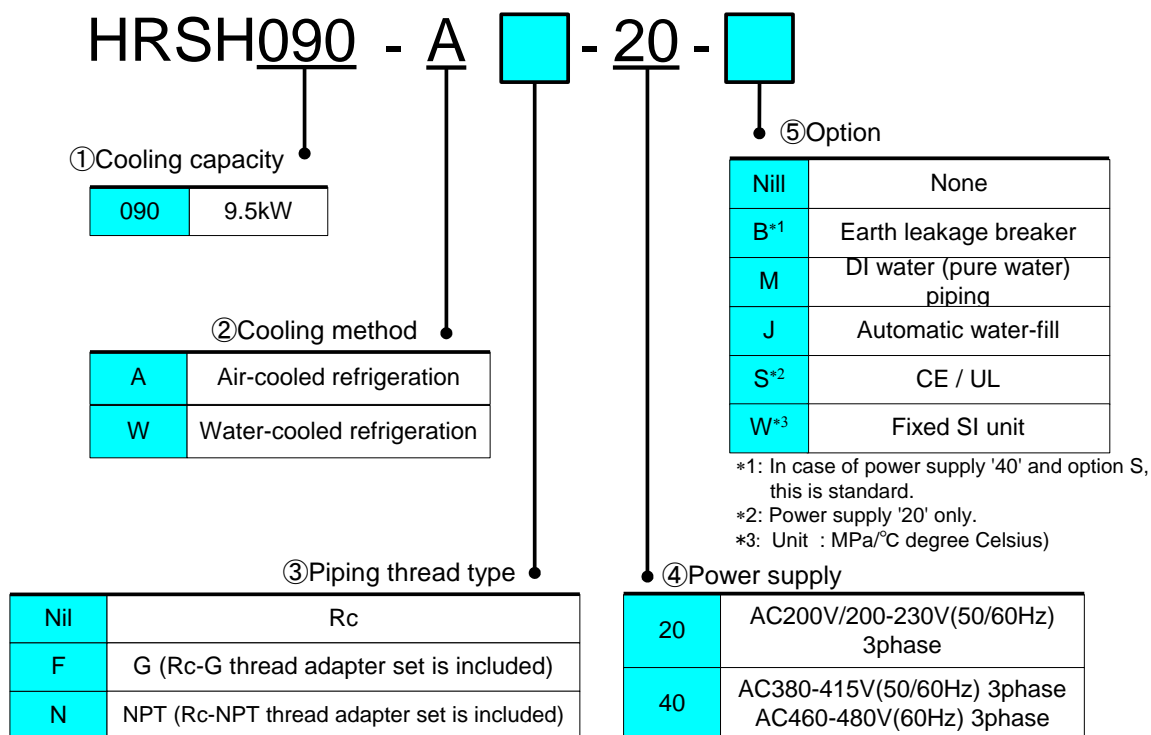 HRSH090 - A - 20 -
①Cooling capacity
090 9.5kW
②Cooling method
A Air-cooled refrigeration
W Water-cooled refrigeration
⑤Option
Nill None
B*1 Earth leakage breaker
M DI water (pure water)
piping
J Automatic water-fill
S*2 CE / UL
W*3 Fixed SI unit
*1: In case of power supply '40' and option S,
this is standard.
*2: Power supply '20' only.
*3: Unit : MPa/℃ degree Celsius)
③Piping thread type
Nil Rc
F G (Rc-G thread adapter set is included)
N NPT (Rc-NPT thread adapter set is included)
④Power supply
20 AC200V/200-230V(50/60Hz)
3phase
40 AC380-415V(50/60Hz) 3phase
AC460-480V(60Hz) 3phase